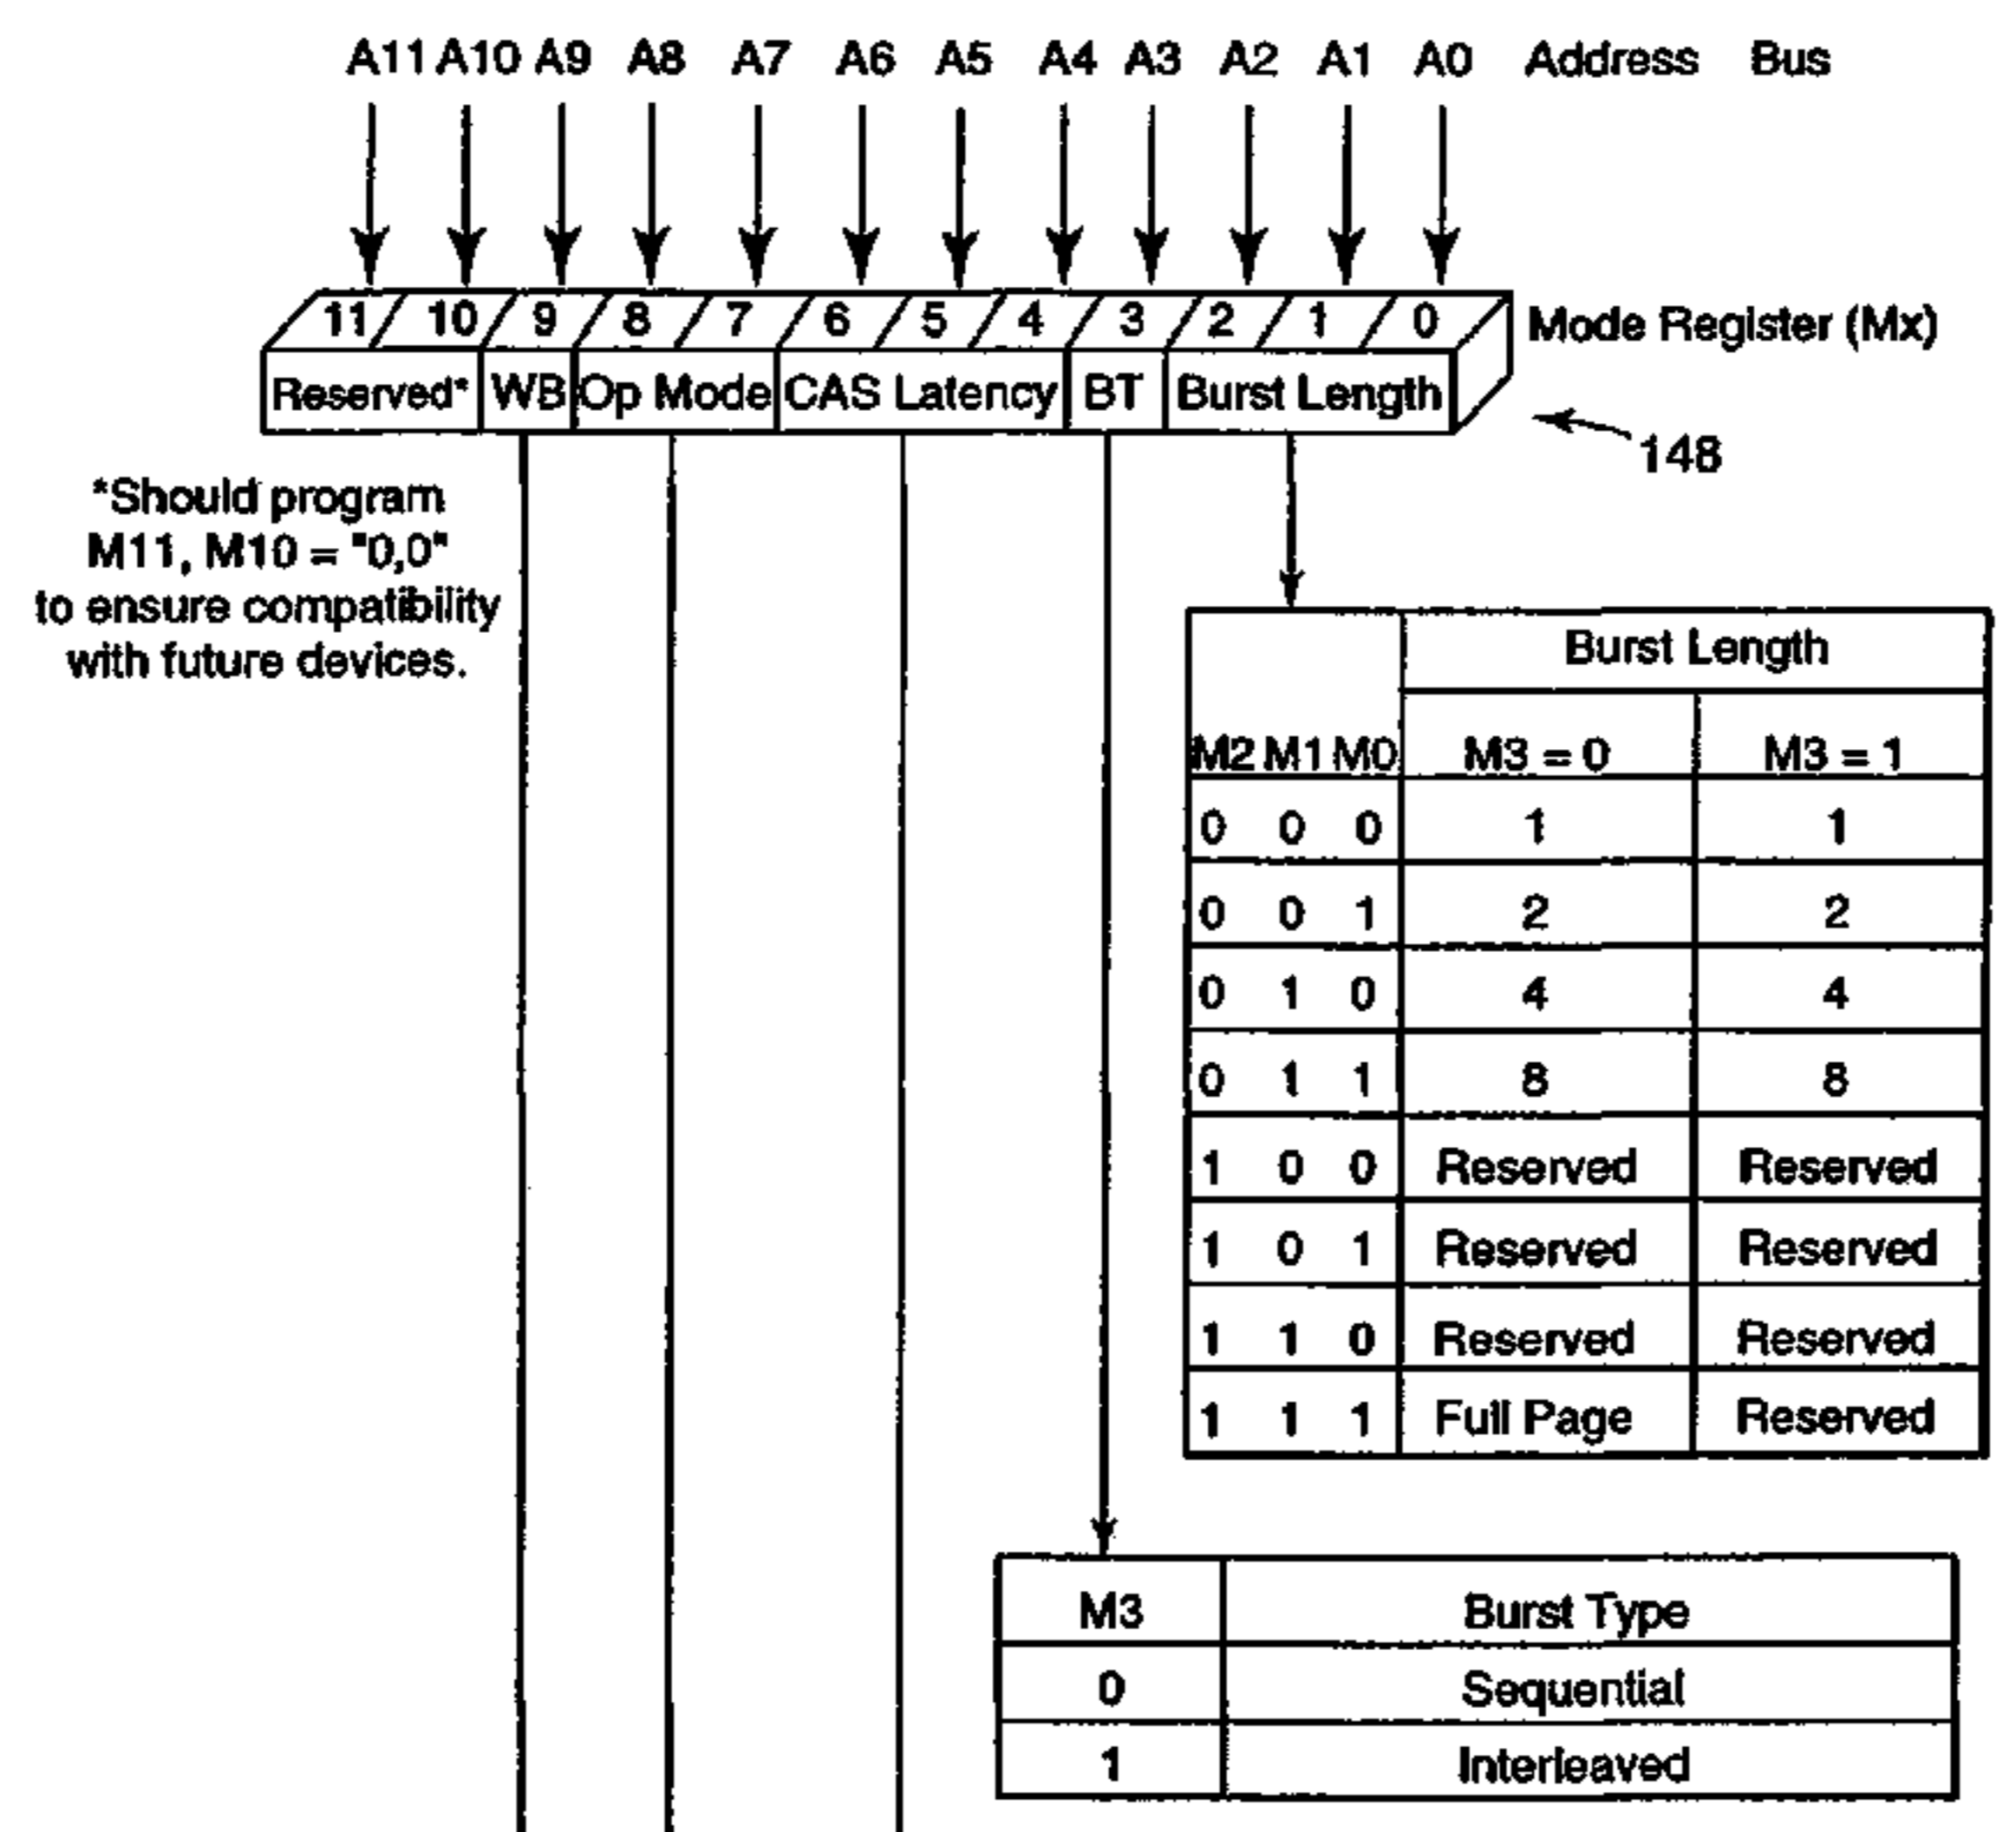 A11 A10 A9 A8 A7 A6 A5 A4 A3 A2 A1 A0 Address Bus
11 10 9 8 7 6 5 4 3 2 1 0 Mode Register (Mx)
Reserved* WB Op Mode CAS Latency BT Burst Length
148
*Should program
M11, M10 = "0,0"
to ensure compatibility
with future devices.
Burst Length
M2 M1 M0 M3 = 0 M3 = 1
0 0 0 1 1
0 0 1 2 2
0 1 0 4 4
0 1 1 8 8
1 0 0 Reserved Reserved
1 0 1 Reserved Reserved
1 1 0 Reserved Reserved
1 1 1 Full Page Reserved
M3 Burst Type
0 Sequential
1 Interleaved